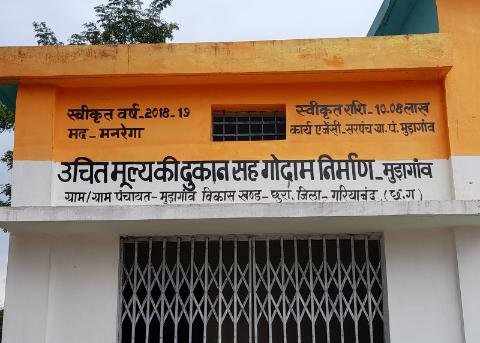 स्वीकृत वर्ष-2018-19
मद-मनरेगा
स्वीकृत राशि-10.08 लाख
कार्य एजेंसी-सरपंच ग्रा.पं. मुड़ागाँव
उचित मूल्य की दुकान सह गोदाम निर्माण-मुड़ागाँव
ग्राम/ग्राम पंचायत-मुड़ागाँव विकास खण्ड-छुरा, जिला-गरियाबंद (छ.ग)